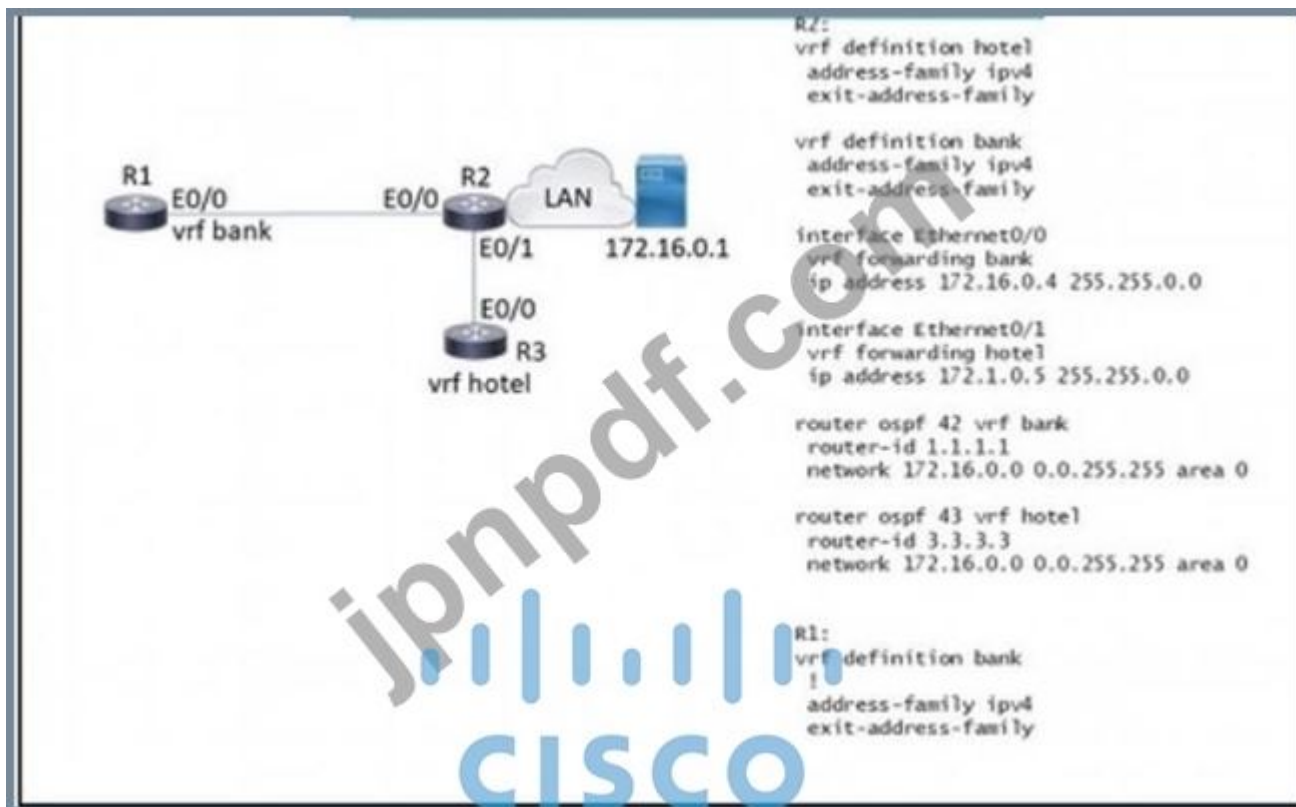 R1
E0/0
vrf bank
E0/0
R2
E0/1
LAN
172.16.0.1
E0/0
R3
vrf hotel
R2:
vrf definition hotel
address-family ipv4
exit-address-family
vrf definition bank
address-family ipv4
exit-address-family
interface Ethernet0/0
vrf forwarding bank
ip address 172.16.0.4 255.255.0.0
interface Ethernet0/1
vrf forwarding hotel
ip address 172.1.0.5 255.255.0.0
router ospf 42 vrf bank
router-id 1.1.1.1
network 172.16.0.0 0.0.255.255 area 0
router ospf 43 vrf hotel
router-id 3.3.3.3
network 172.16.0.0 0.0.255.255 area 0
R1:
vrf definition bank
!
address-family ipv4
exit-address-family
jpnpdf.com
CISCO